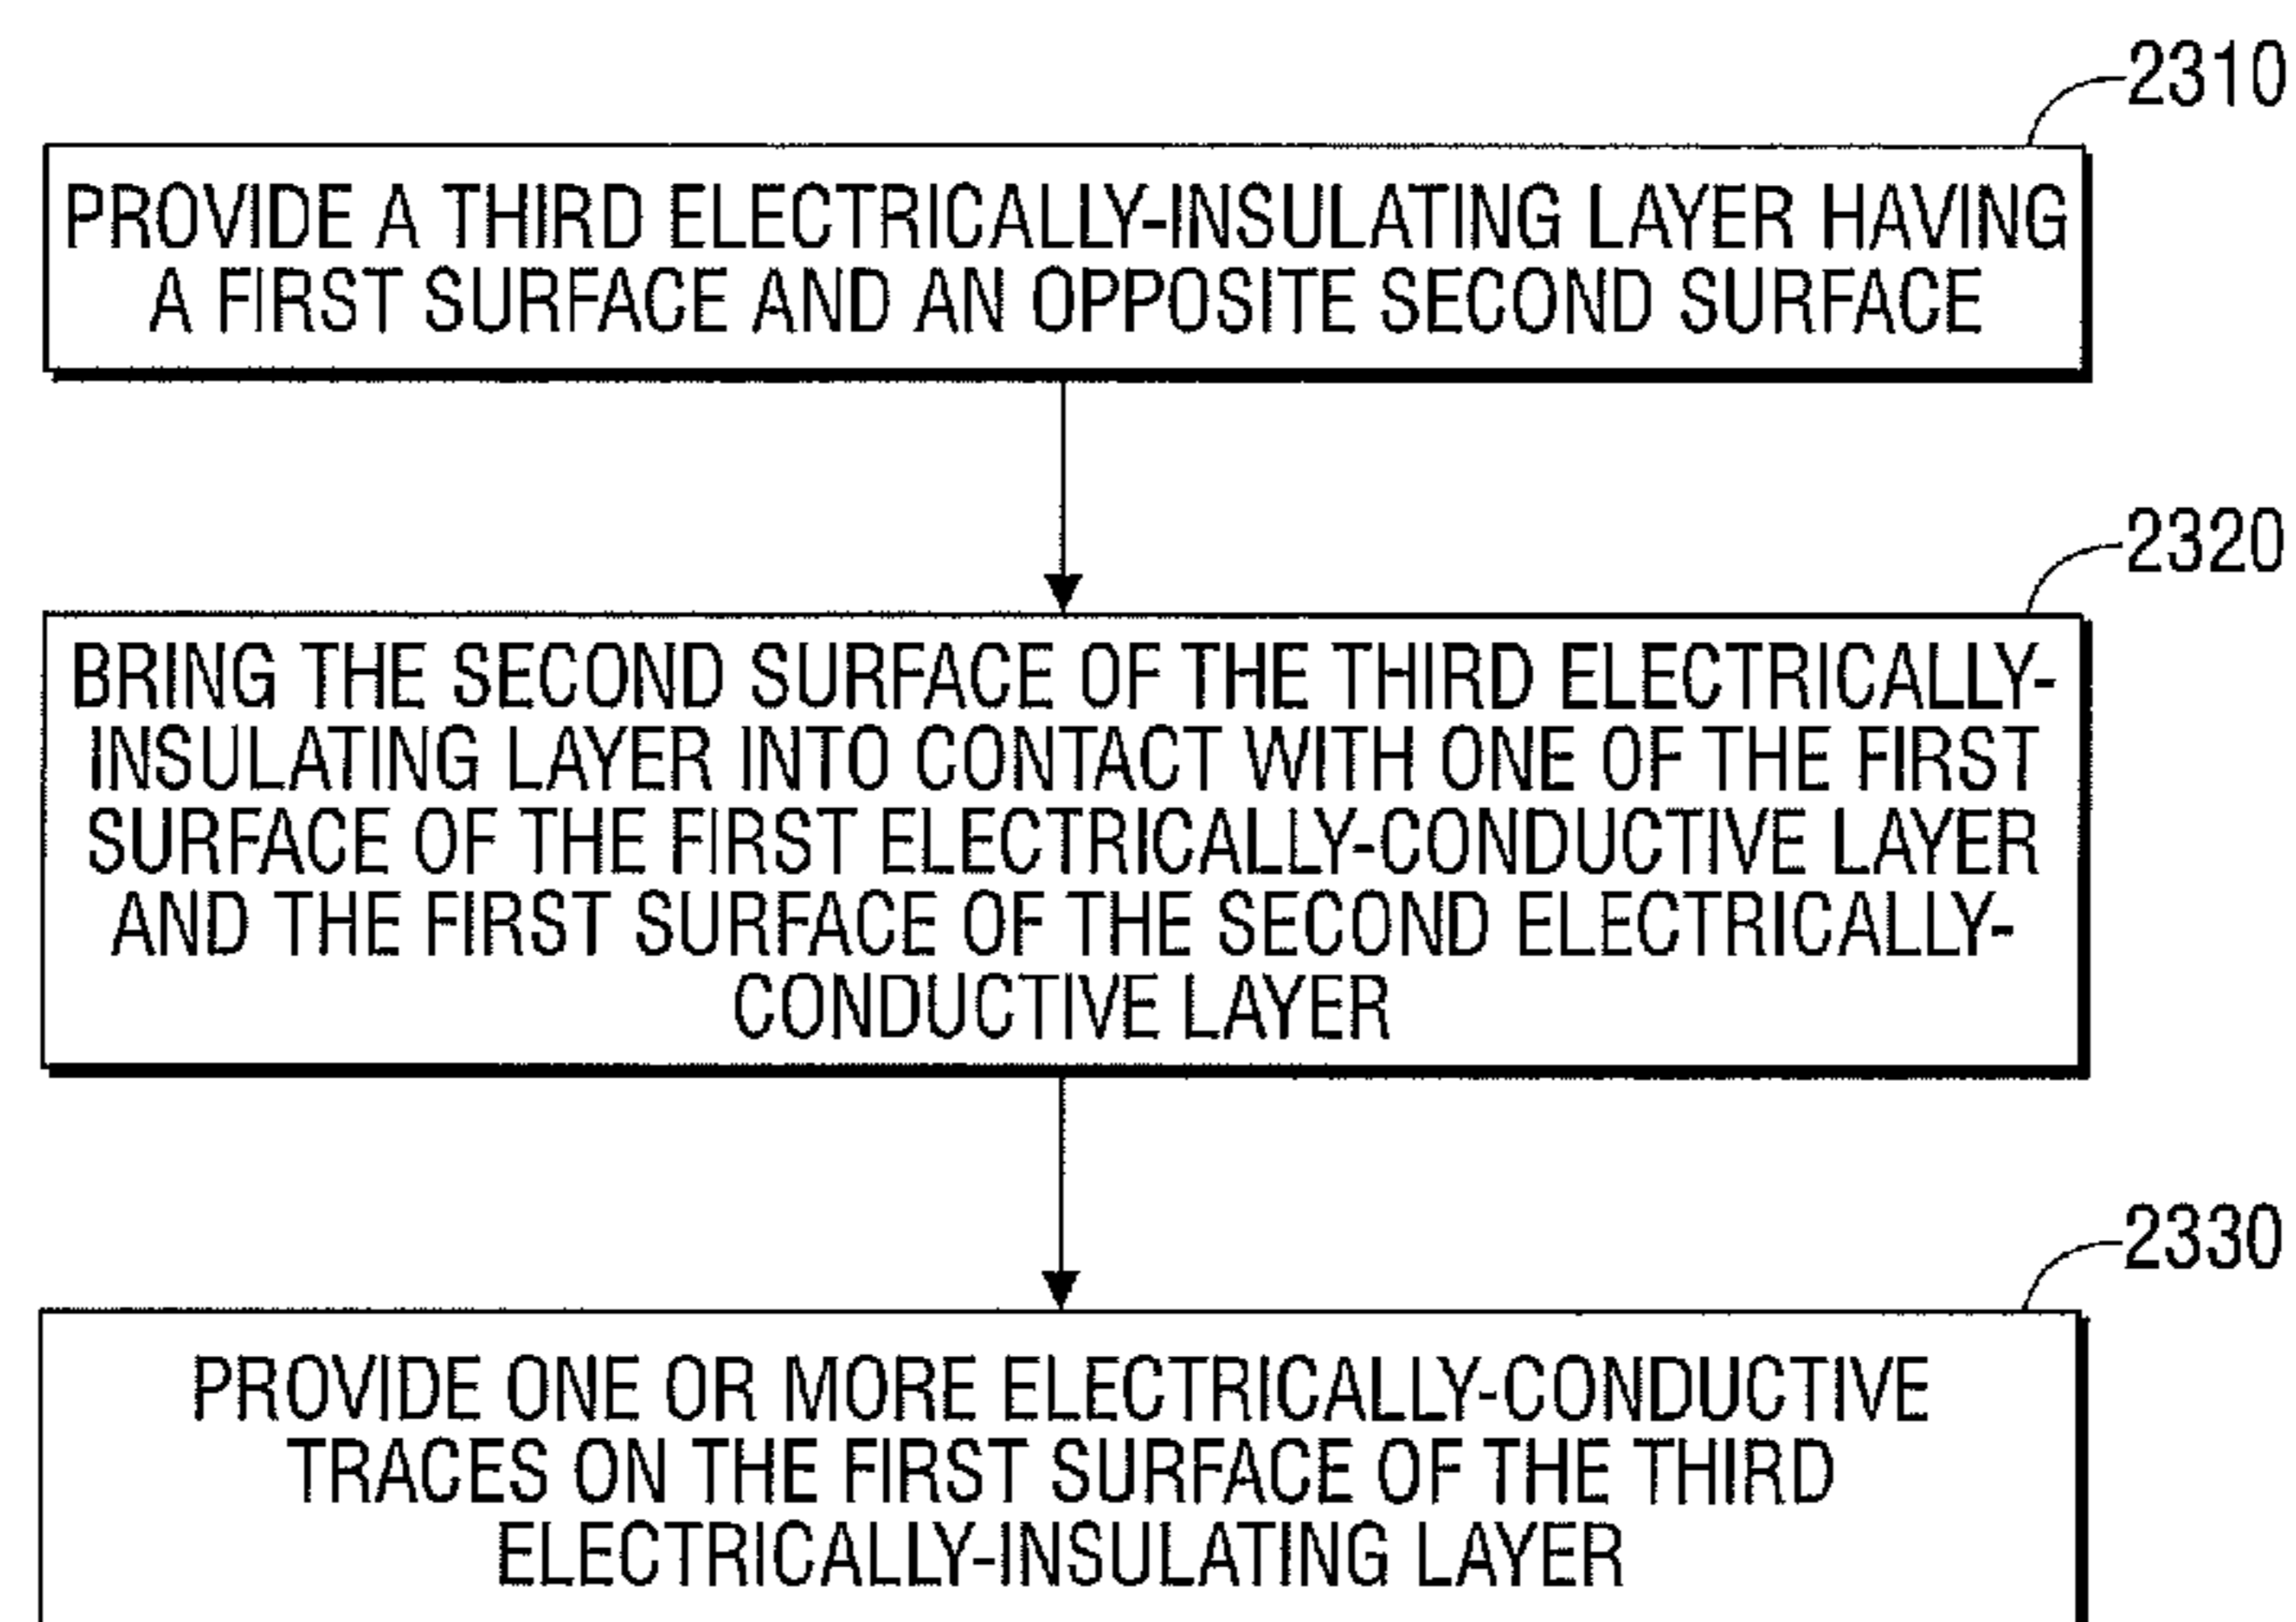 2310
PROVIDE A THIRD ELECTRICALLY-INSULATING LAYER HAVING
A FIRST SURFACE AND AN OPPOSITE SECOND SURFACE
2320
BRING THE SECOND SURFACE OF THE THIRD ELECTRICALLY-
INSULATING LAYER INTO CONTACT WITH ONE OF THE FIRST
SURFACE OF THE FIRST ELECTRICALLY-CONDUCTIVE LAYER
AND THE FIRST SURFACE OF THE SECOND ELECTRICALLY-
CONDUCTIVE LAYER
2330
PROVIDE ONE OR MORE ELECTRICALLY-CONDUCTIVE
TRACES ON THE FIRST SURFACE OF THE THIRD
ELECTRICALLY-INSULATING LAYER